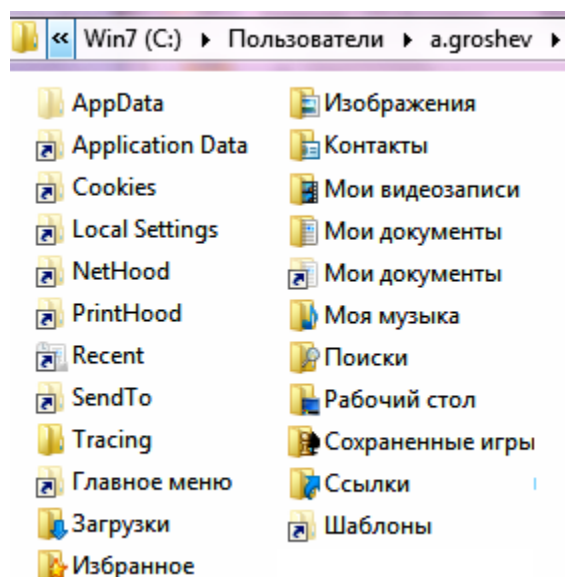 « Win7 (C:) ▸ Пользователи ▸ a.groshev ▸
AppData
Application Data
Cookies
Local Settings
NetHood
PrintHood
Recent
SendTo
Tracing
Главное меню
Загрузки
Избранное
Изображения
Контакты
Мои видеозаписи
Мои документы
Мои документы
Моя музыка
Поиски
Рабочий стол
Сохраненные игры
Ссылки
Шаблоны